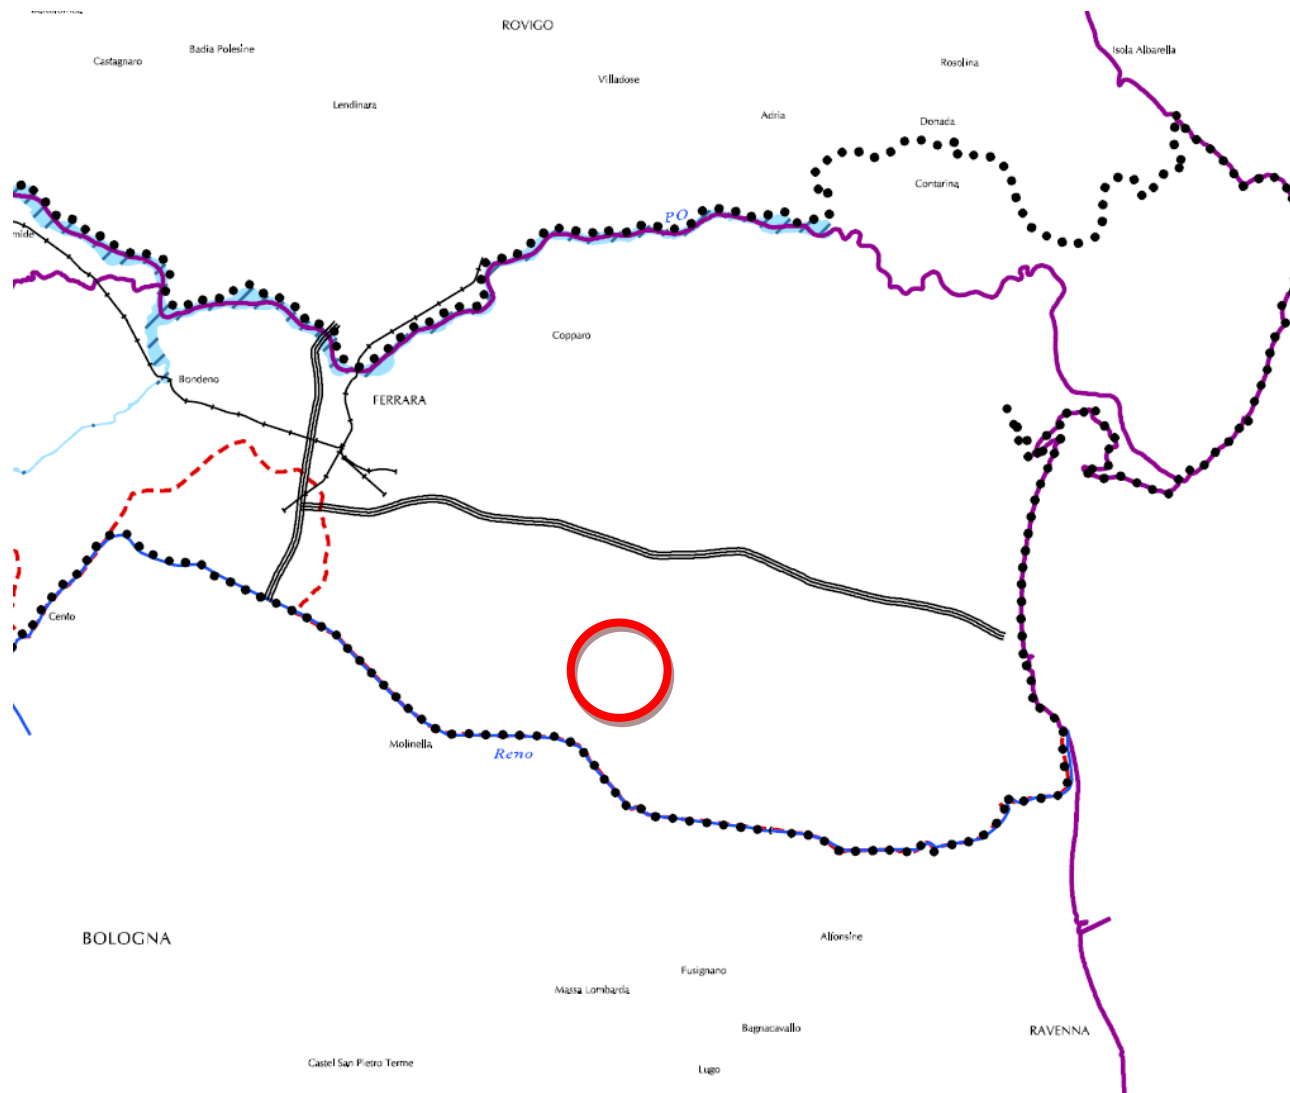 ROVIGO
Badia Polesine
Isola Albarella
Castagnaro
Rosolina
Villadose
Lendinara
Adria
Donada
Contarina
PO
mide
Copparo
Bondeno
FERRARA
Cento
Molinella
Reno
Alfonsine
BOLOGNA
Fusignano
Massa Lombarda
Bagnacavallo
RAVENNA
Castel San Pietro Terme
Lugo